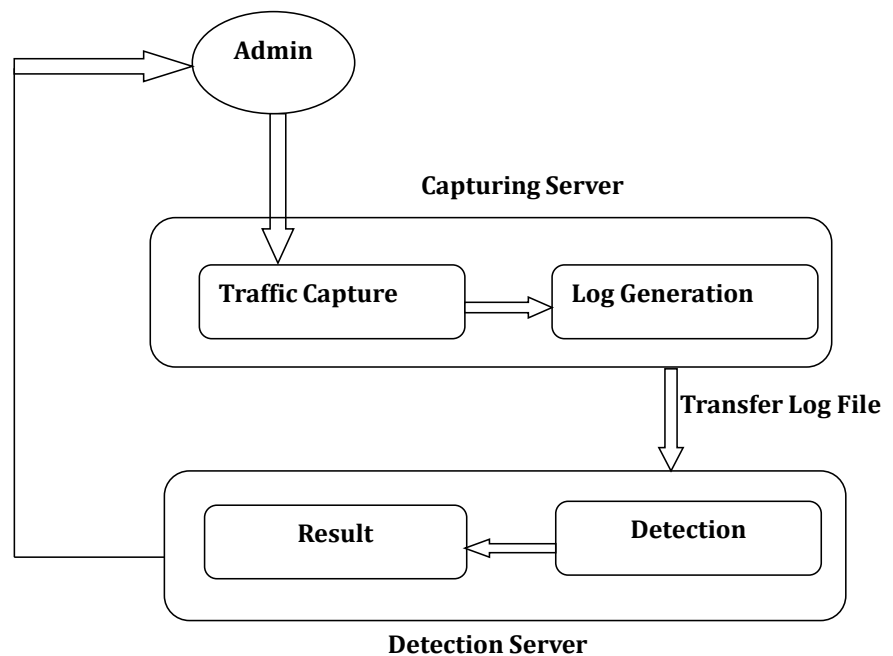 Admin
Capturing Server
Traffic Capture
Log Generation
Transfer Log File
Result
Detection
Detection Server